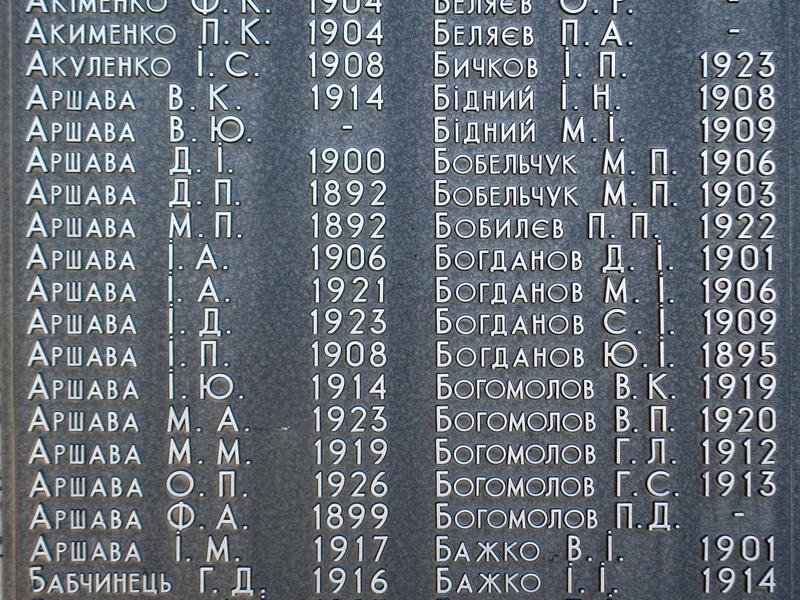 Акіменко Ф. К. 1904
Акименко П. К. 1904
Акуленко І. С. 1908
Аршава В. К. 1914
Аршава В. Ю. -
Аршава Д. І. 1900
Аршава Д. П. 1892
Аршава М. П. 1892
Аршава І. А. 1906
Аршава І. А. 1921
Аршава І. Д. 1923
Аршава І. П. 1908
Аршава І. Ю. 1914
Аршава М. А. 1923
Аршава М. М. 1919
Аршава О. П. 1926
Аршава Ф. А. 1899
Аршава І. М. 1917
Бабчинець Г. Д. 1916
Беляєв О. Г. -
Беляєв П. А. -
Бичков І. П. 1923
Бідний І. Н. 1908
Бідний М. І. 1909
Бобельчук М. П. 1906
Бобельчук М. П. 1903
Бобилєв П. П. 1922
Богданов Д. І. 1901
Богданов М. І. 1906
Богданов С. І. 1909
Богданов Ю. І. 1895
Богомолов В. К. 1919
Богомолов В. П. 1920
Богомолов Г. Л. 1912
Богомолов Г. С. 1913
Богомолов П. Д. -
Бажко В. І. 1901
Бажко І. І. 1914